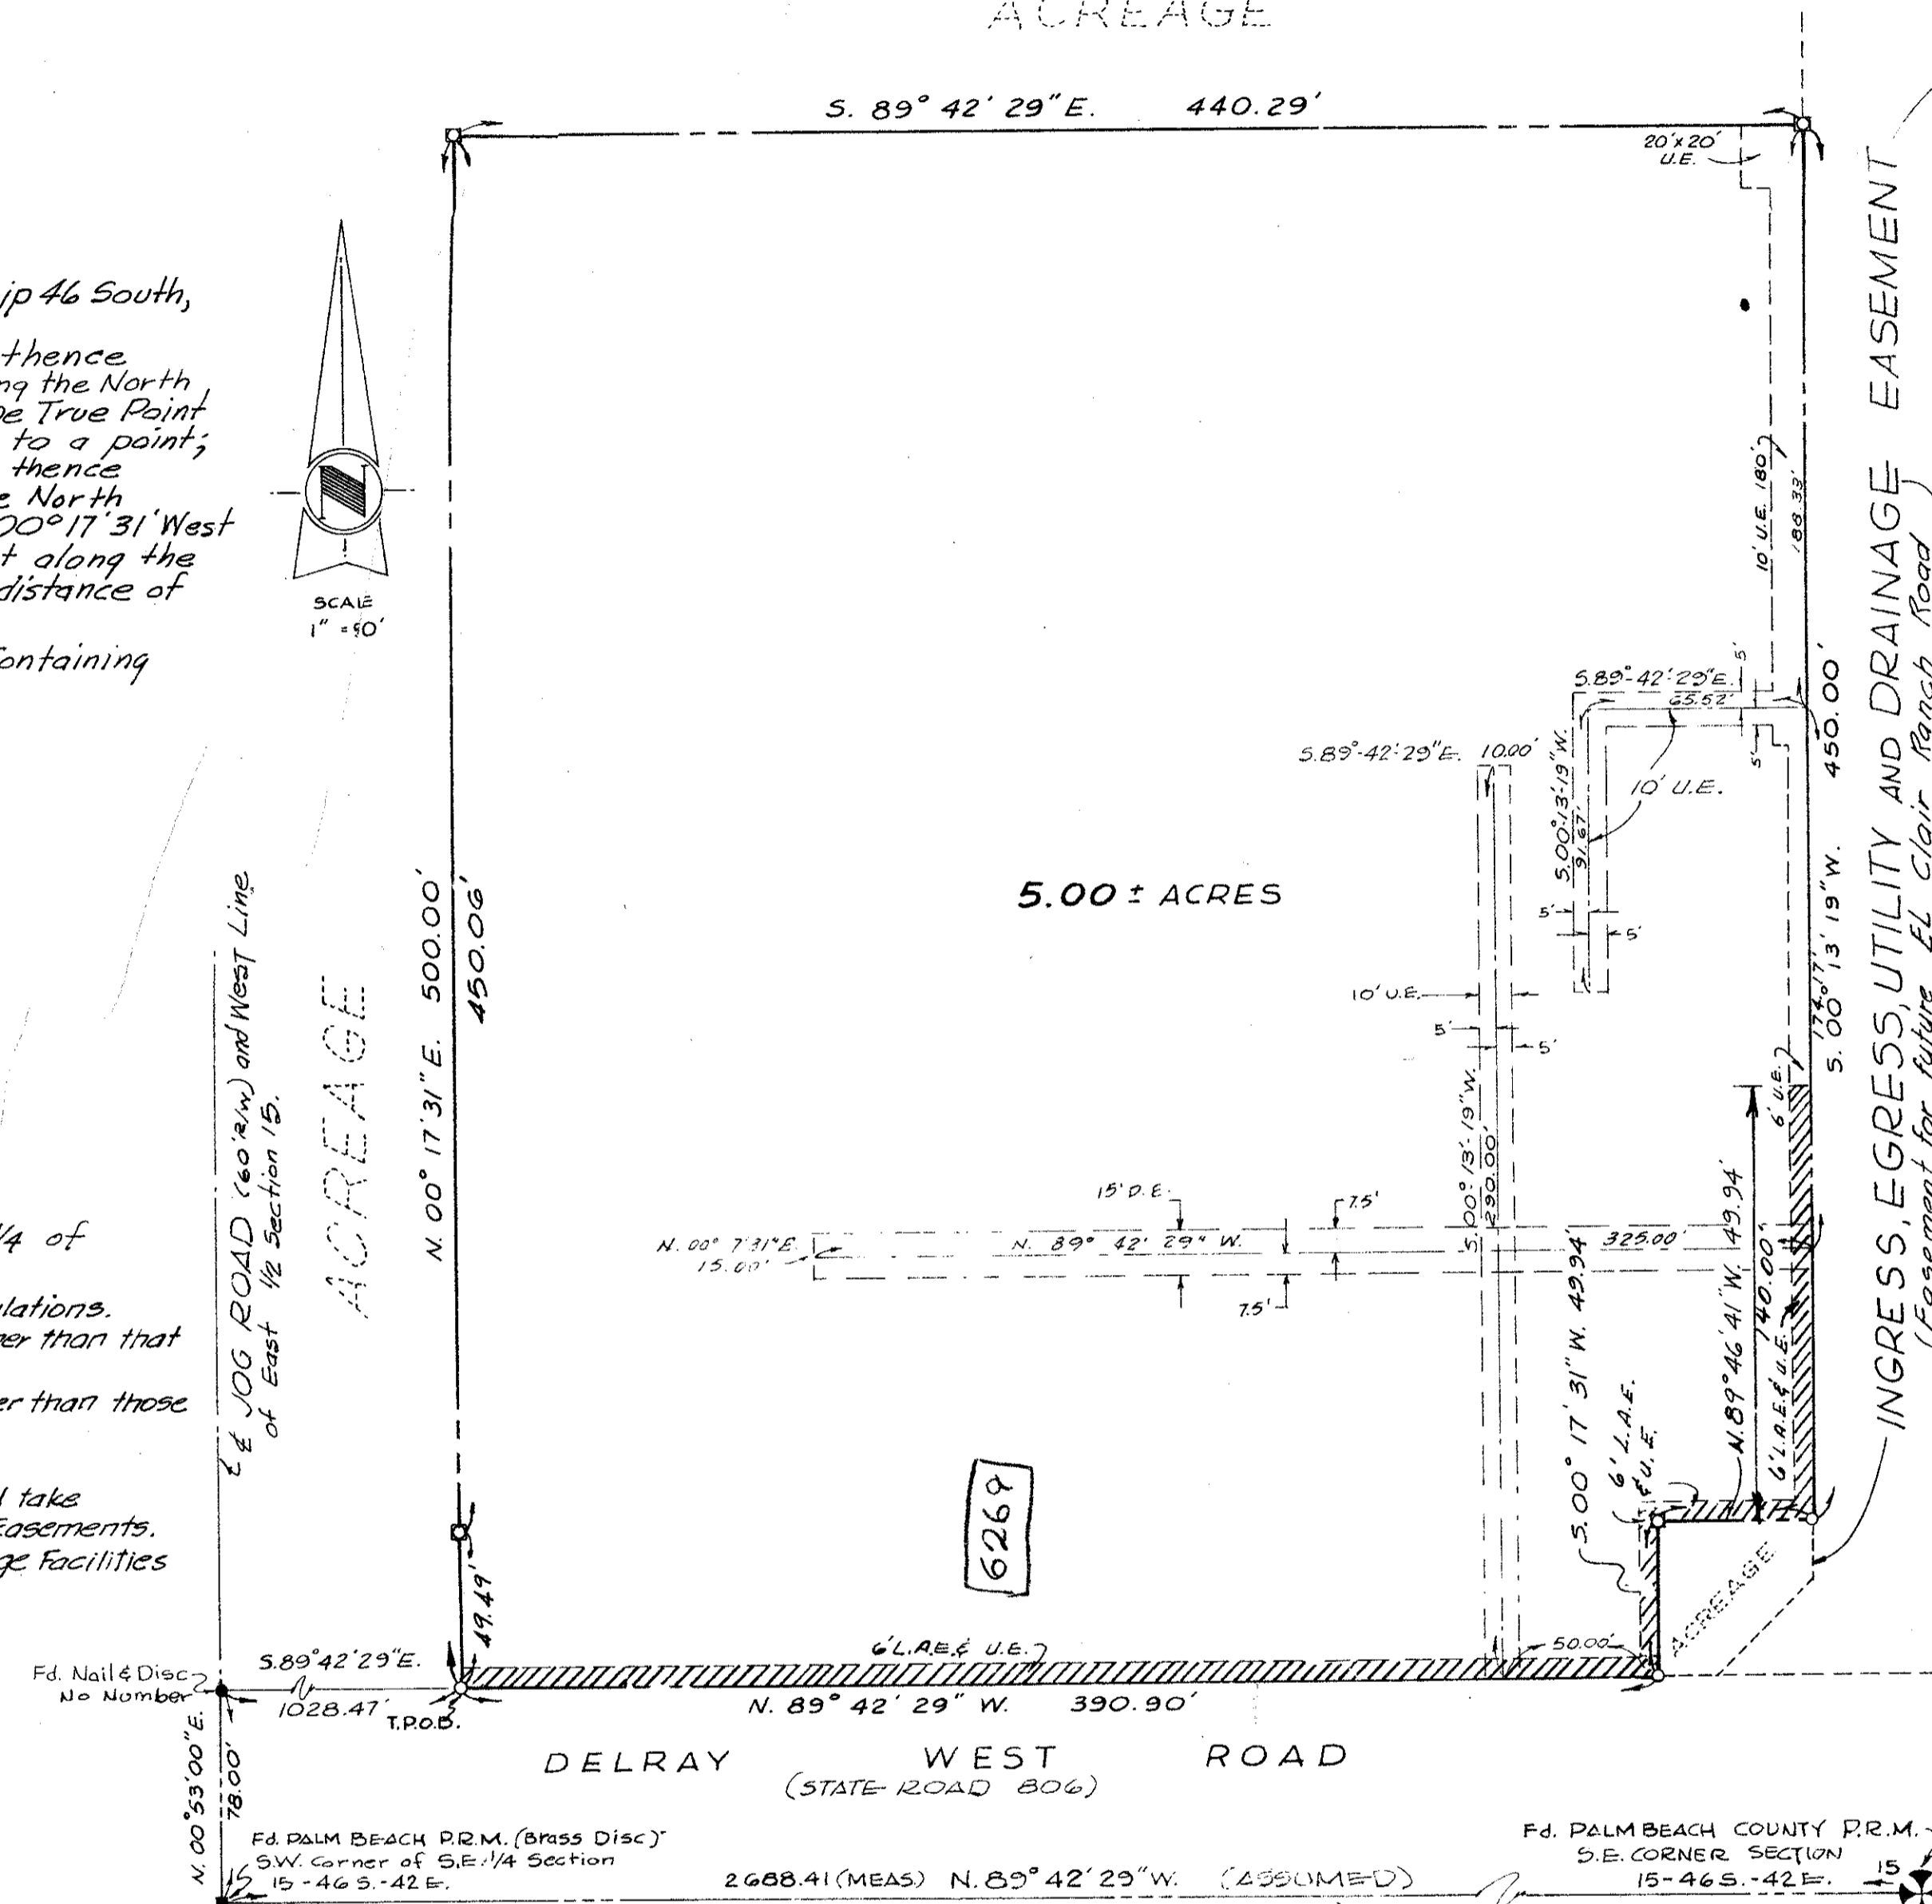 ACREAGE
S. 89° 42' 29" E. 440.29'
20' x 20'
U.E.
ip 46 South,
thence
ng the North
e True Point
to a point;
thence
e North
00° 17' 31' West
t along the
distance of
Containing
SCALE
1" =
10' U.E. 180'
188.33'
INGRESS, EGRESS, UTILITY AND DRAINAGE EASEMENT
(Easement for future EL Clair Ranch Road)
S. 00° 13' 19" W. 450.00'
174.17'
S.89°-42'-29"E.
65.52'
5'
5'
S.00°-13'-19"W.
91.67'
10' U.E.
5'
5'
S.89°-42'-29"E. 10.00'
5.00 ± ACRES
10' U.E.
5'
5'
S.00° 13'-19"W.
290.00'
N. 00° 17' 31" E. 500.00'
450.06'
ACREAGE
₵ JOG ROAD (60' R/W) and West Line
of East 1/2 Section 15.
15' D.E.
7.5'
N. 00° 7'31"E.
15.00'
N. 89° 42' 29" W.
325.00'
7.5'
6' U.E.
140.00'
6' L.A.E. & U.E.
N. 89° 46' 41" W. 49.94'
S. 00° 17' 31" W. 49.94'
6' L.A.E.
& U.E.
/4 of
lations.
er than that
er than those
d take
Easements.
ge Facilities
6269
49.49'
ACREAGE
6' L.A.E. & U.E.
50.00'
Fd. Nail & Disc
No Number
S. 89° 42' 29" E.
1028.47'
T.P.O.B.
N. 89° 42' 29" W. 390.90'
DELRAY WEST ROAD
(STATE ROAD 806)
N. 00° 53' 00" E.
78.00'
Fd. PALM BEACH P.R.M. (Brass Disc)
S.W. Corner of S.E. 1/4 Section
15 - 46 S. - 42 E.
15
2688.41 (MEAS.) N. 89° 42' 29" W. (ASSUMED)
Fd. PALM BEACH COUNTY P.R.M.
S.E. CORNER SECTION
15 - 46 S. - 42 E.
15